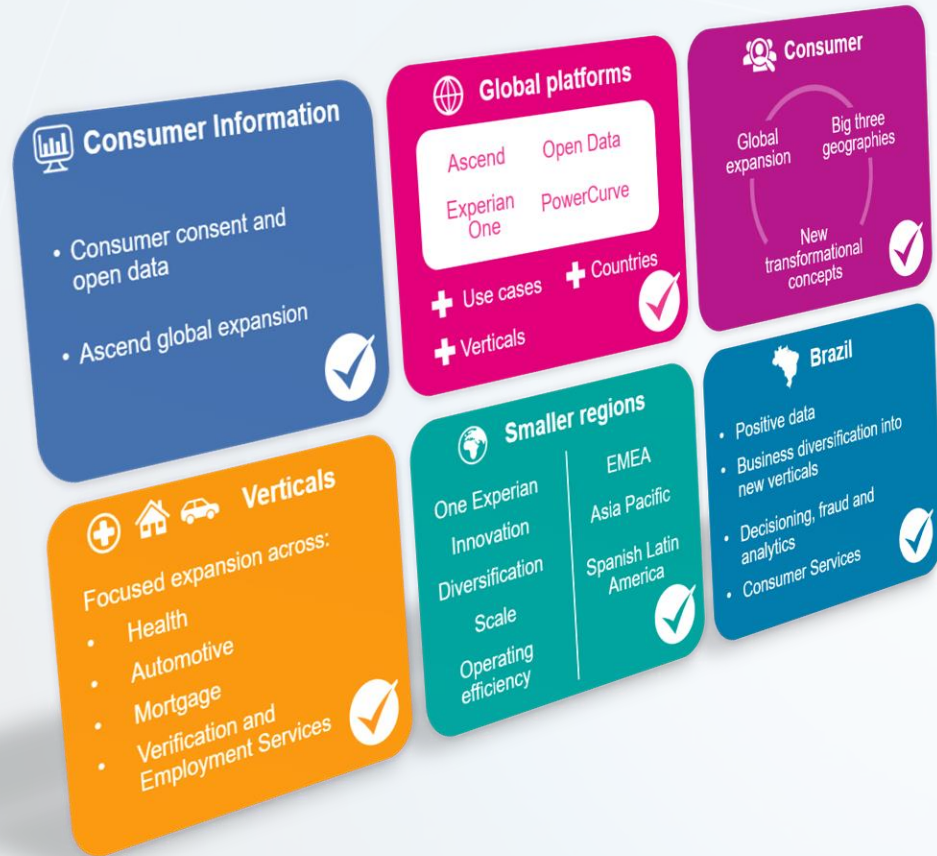 Consumer Information
• Consumer consent and
open data
• Ascend global expansion
Global platforms
Ascend
Open Data
Experian
One
PowerCurve
Use cases
Countries
Verticals
Consumer
Global
expansion
Big three
geographies
New
transformational
concepts
Verticals
Focused expansion across:
• Health
• Automotive
• Mortgage
• Verification and
Employment Services
Smaller regions
One Experian
Innovation
Diversification
Scale
Operating
efficiency
EMEA
Asia Pacific
Spanish Latin
America
Brazil
• Positive data
• Business diversification into
new verticals
• Decisioning, fraud and
analytics
• Consumer Services